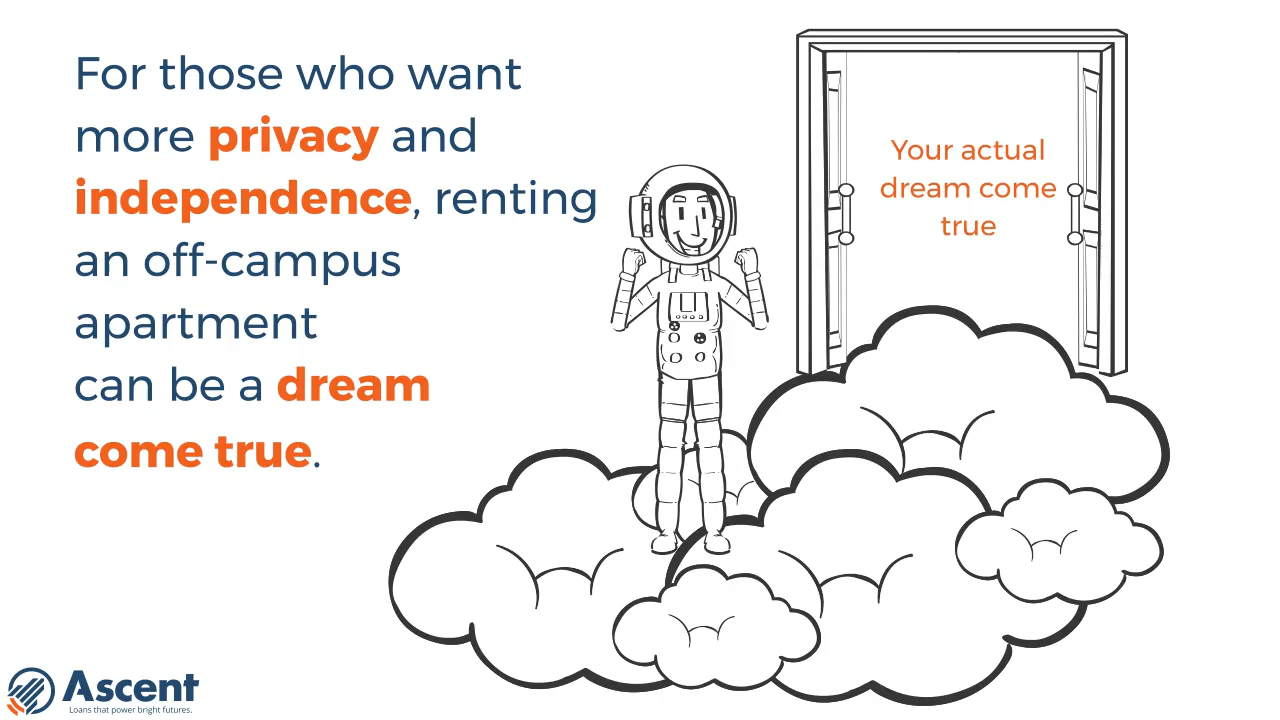 For those who want
more privacy and
independence, renting
an off-campus
apartment
can be a dream
come true.
Your actual
dream come
true
Ascent
Loans that power bright futures.